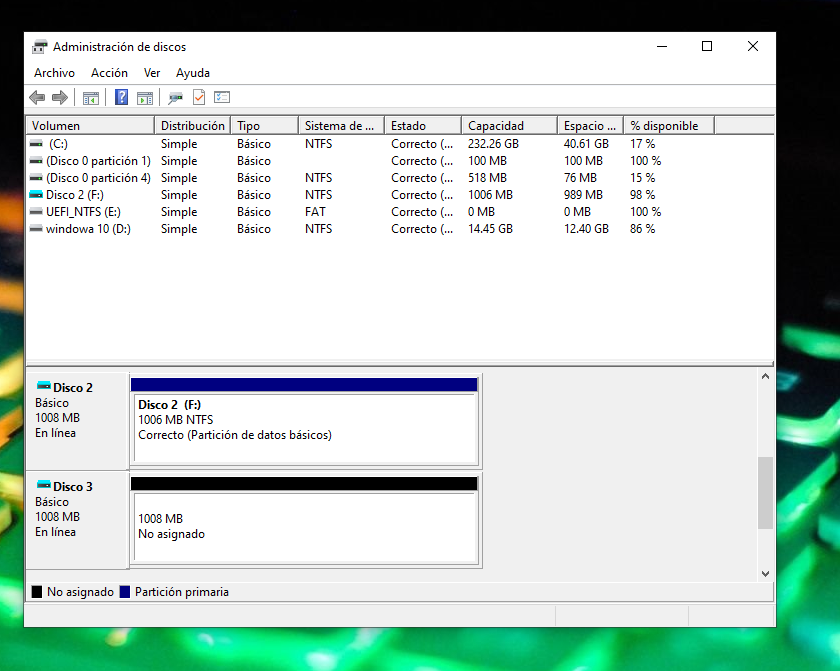 Administración de discos
Archivo Acción Ver Ayuda
Volumen Distribución Tipo Sistema de ... Estado Capacidad Espacio ... % disponible
(C:) Simple Básico NTFS Correcto (... 232.26 GB 40.61 GB 17 %
(Disco 0 partición 1) Simple Básico Correcto (... 100 MB 100 MB 100 %
(Disco 0 partición 4) Simple Básico NTFS Correcto (... 518 MB 76 MB 15 %
Disco 2 (F:) Simple Básico NTFS Correcto (... 1006 MB 989 MB 98 %
UEFI_NTFS (E:) Simple Básico FAT Correcto (... 0 MB 0 MB 100 %
windowa 10 (D:) Simple Básico NTFS Correcto (... 14.45 GB 12.40 GB 86 %
Disco 2
Básico
1008 MB
En línea
Disco 2 (F:)
1006 MB NTFS
Correcto (Partición de datos básicos)
Disco 3
Básico
1008 MB
En línea
1008 MB
No asignado
No asignado Partición primaria